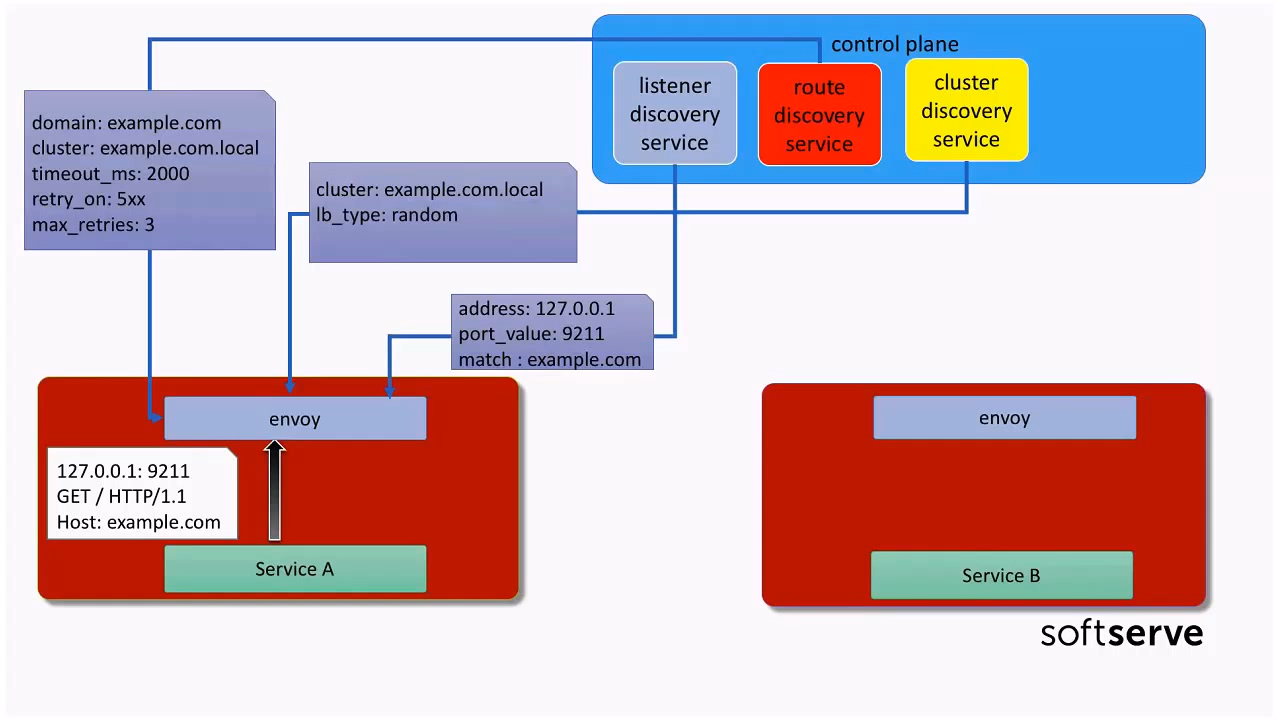 control plane
listener
discovery
service
route
discovery
service
cluster
discovery
service
domain: example.com
cluster: example.com.local
timeout_ms: 2000
retry_on: 5xx
max_retries: 3
cluster: example.com.local
lb_type: random
address: 127.0.0.1
port_value: 9211
match : example.com
envoy
127.0.0.1: 9211
GET / HTTP/1.1
Host: example.com
Service A
envoy
Service B
softserve